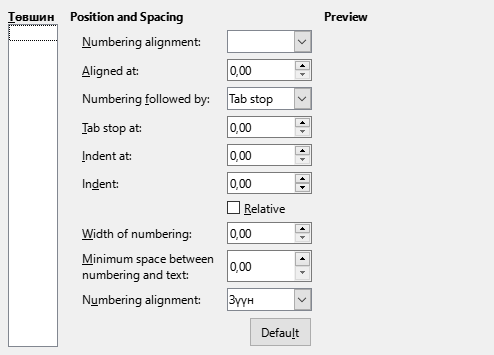 Төвшин Position and Spacing Preview
Numbering alignment:
Aligned at: 0,00
Numbering followed by: Tab stop
Tab stop at: 0,00
Indent at: 0,00
Indent: 0,00
Relative
Width of numbering: 0,00
Minimum space between
numbering and text: 0,00
Numbering alignment: Зүүн
Default